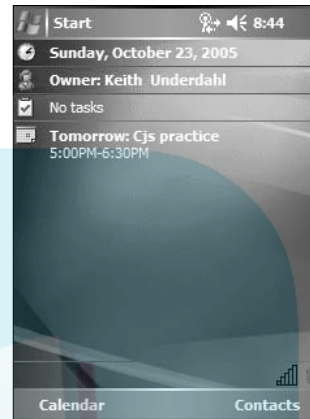 Start 8:44
Sunday, October 23, 2005
Owner: Keith Underdahl
No tasks
Tomorrow: Cjs practice
5:00PM-6:30PM
Calendar Contacts